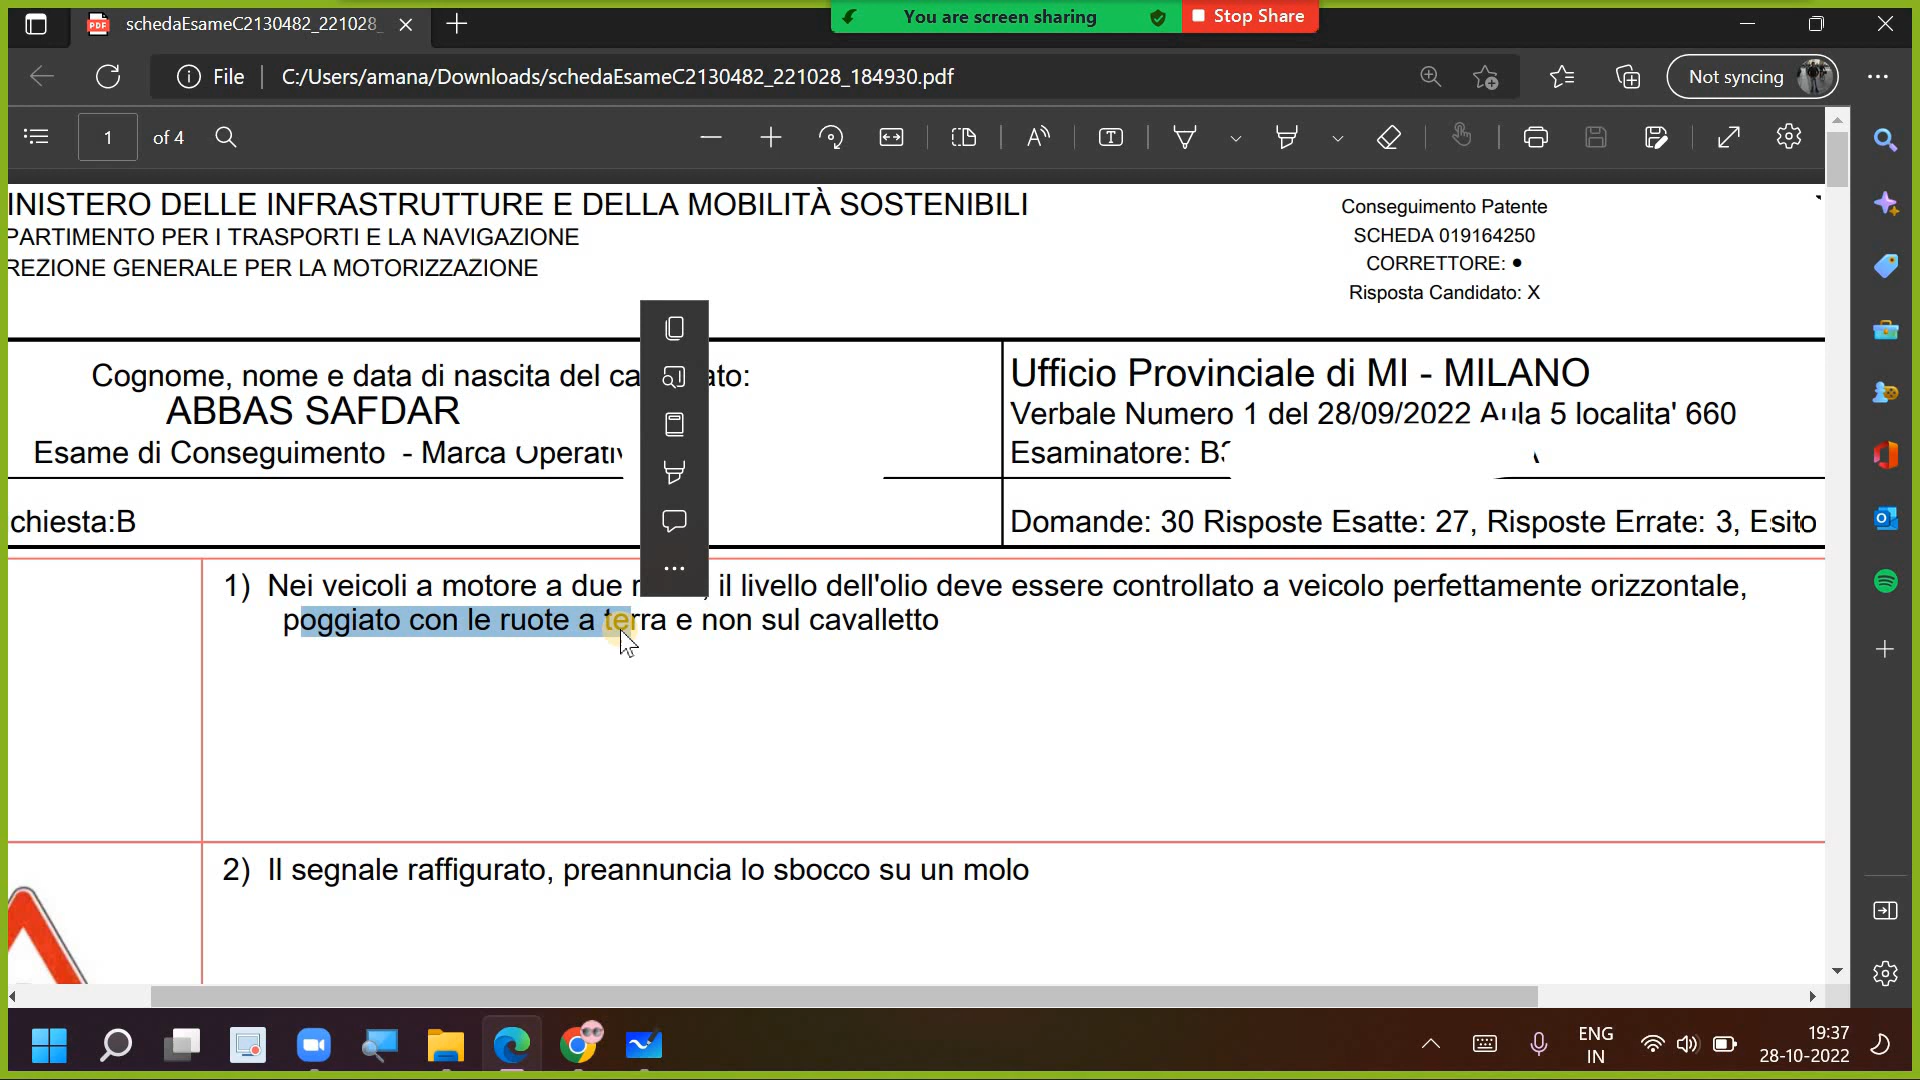 You are screen sharing
Stop Share
schedaEsameC2130482_221028_
File
C:/Users/amana/Downloads/schedaEsameC2130482_221028_184930.pdf
Not syncing
1 of 4
INISTERO DELLE INFRASTRUTTURE E DELLA MOBILITÀ SOSTENIBILI
PARTIMENTO PER I TRASPORTI E LA NAVIGAZIONE
REZIONE GENERALE PER LA MOTORIZZAZIONE
Conseguimento Patente
SCHEDA 019164250
CORRETTORE: ●
Risposta Candidato: X
Cognome, nome e data di nascita del ca ato:
ABBAS SAFDAR
Esame di Conseguimento - Marca Operativ
Ufficio Provinciale di MI - MILANO
Verbale Numero 1 del 28/09/2022 Aula 5 localita' 660
Esaminatore: B
chiesta:B
Domande: 30 Risposte Esatte: 27, Risposte Errate: 3, Esito
1) Nei veicoli a motore a due , il livello dell'olio deve essere controllato a veicolo perfettamente orizzontale,
poggiato con le ruote a terra e non sul cavalletto
2) Il segnale raffigurato, preannuncia lo sbocco su un molo
ENG
IN
19:37
28-10-2022